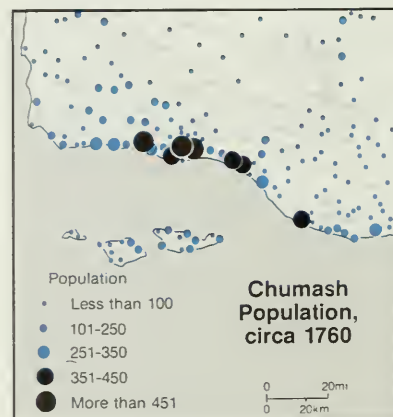 Population
Less than 100
101-250
251-350
351-450
More than 451
Chumash
Population,
circa 1760
0 20mi
0 20km